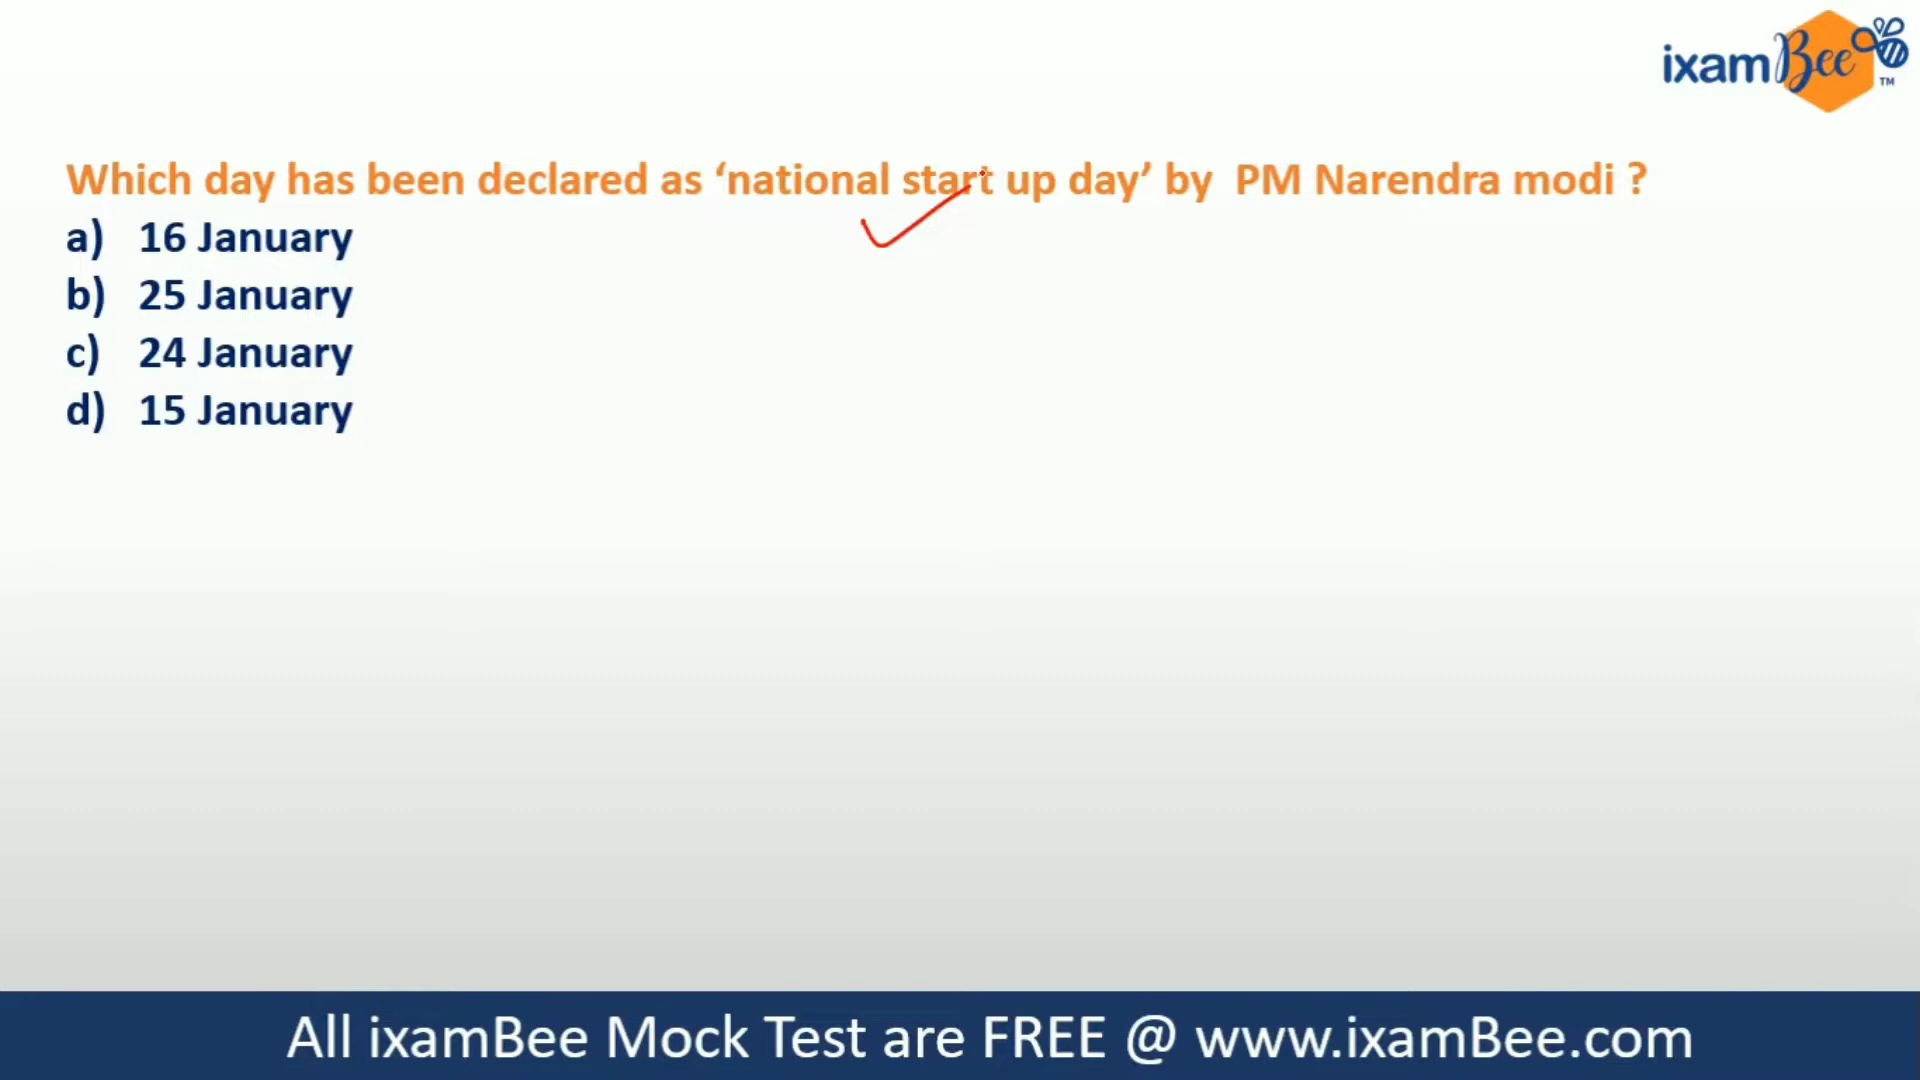 ixamBee TM
Which day has been declared as ‘national start up day’ by PM Narendra modi ?
a) 16 January
b) 25 January
c) 24 January
d) 15 January
All ixamBee Mock Test are FREE @ www.ixamBee.com